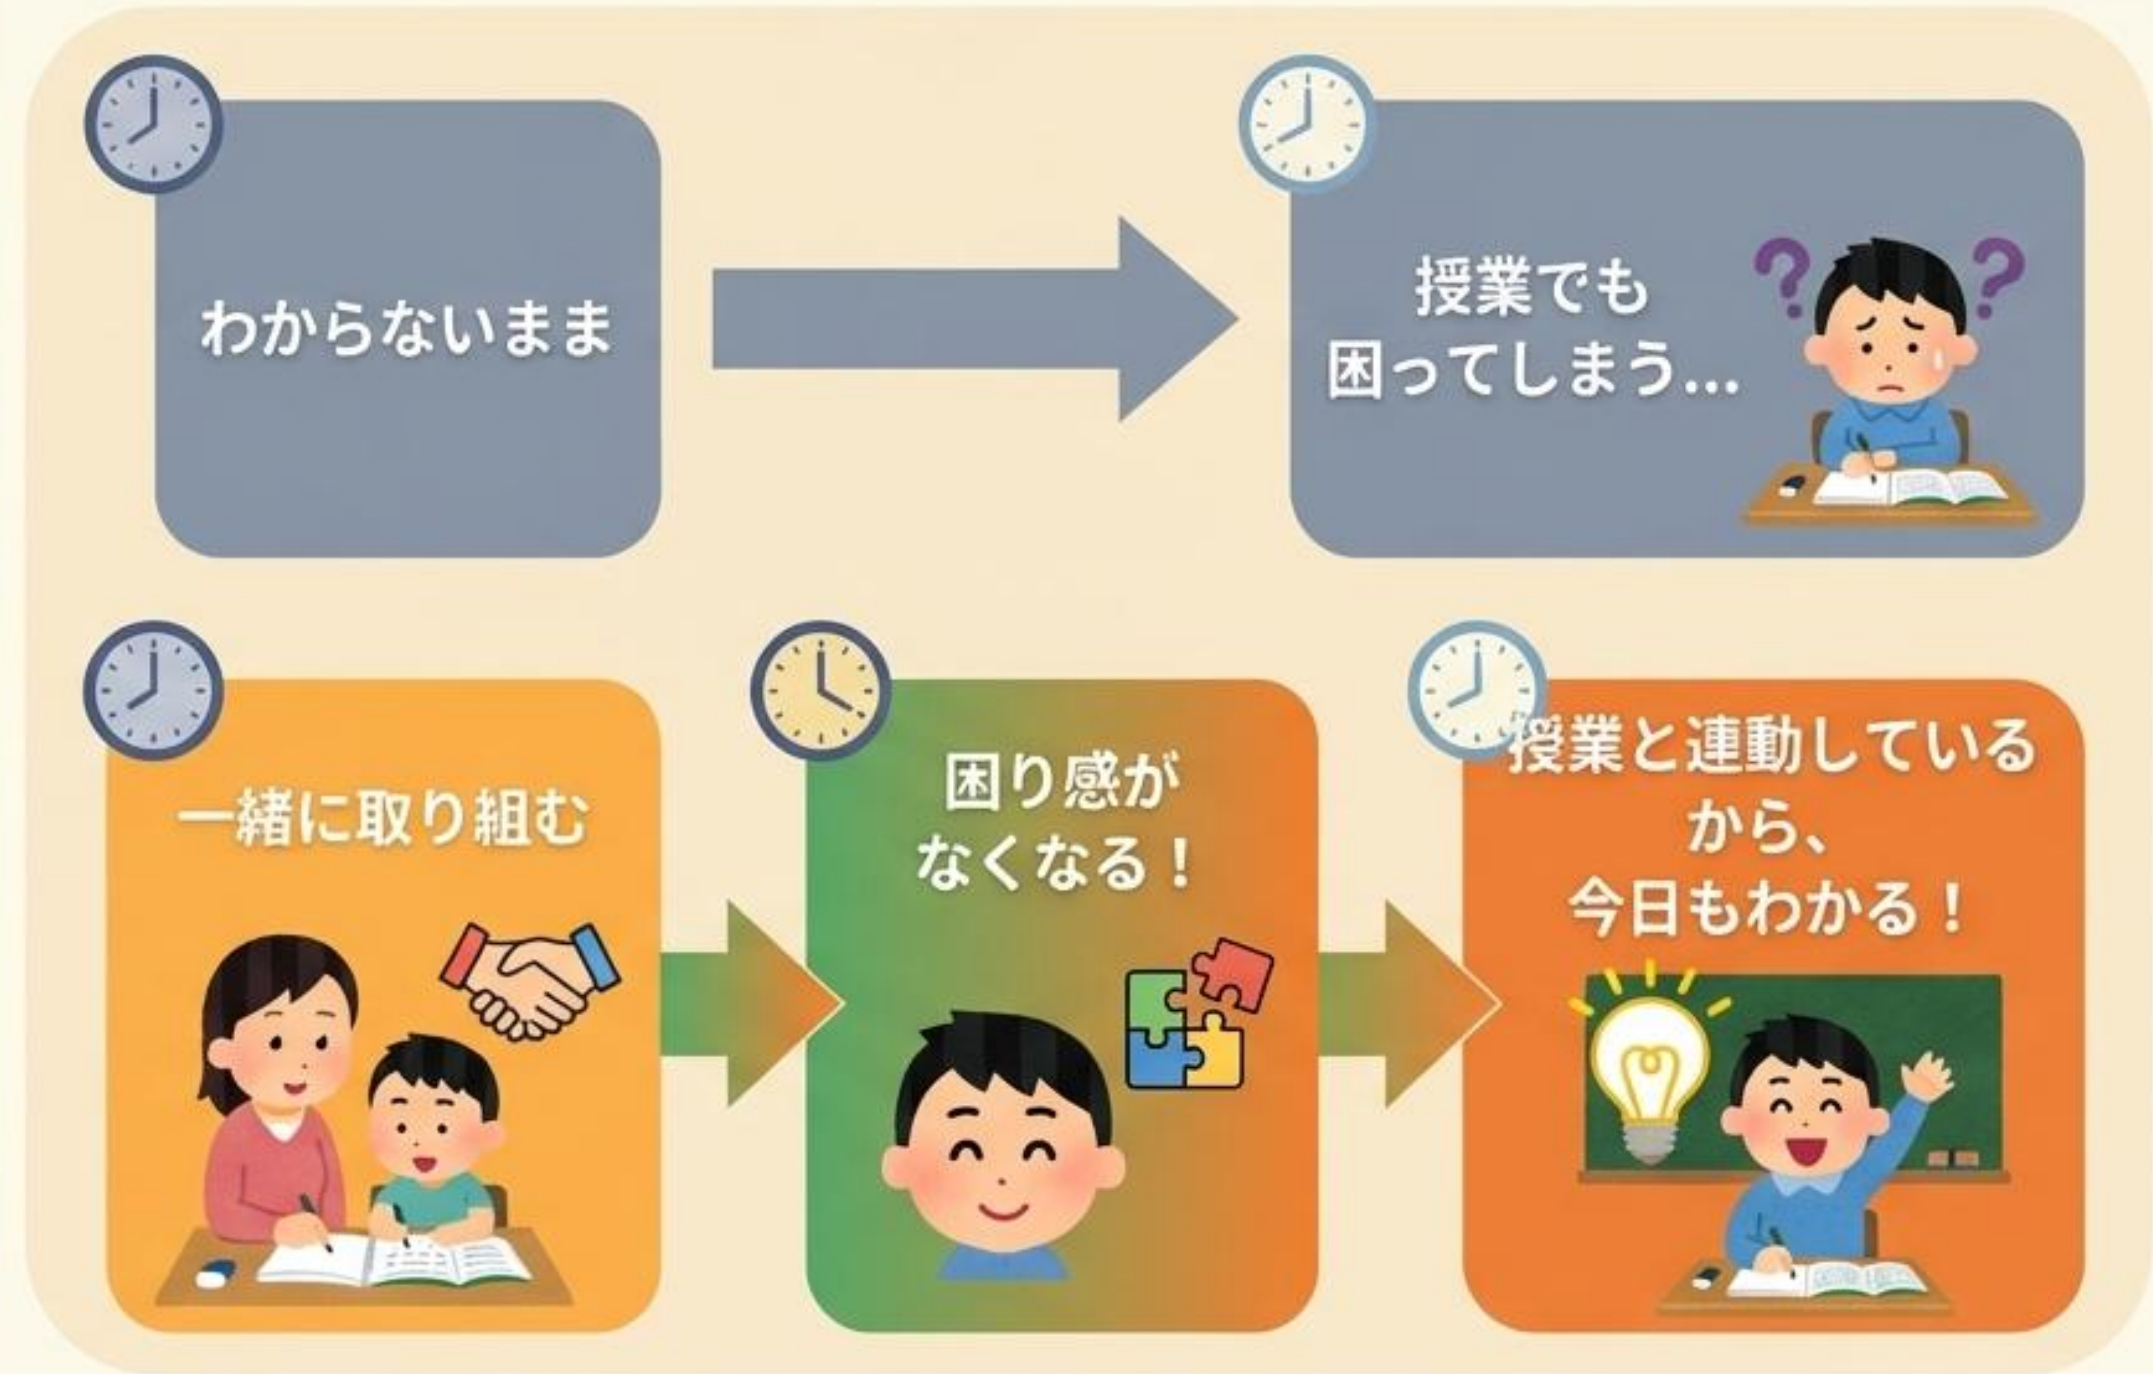 わからないまま
授業でも
困ってしまう...
一緒に取り組む
困り感が
なくなる！
授業と連動している
から、
今日もわかる！